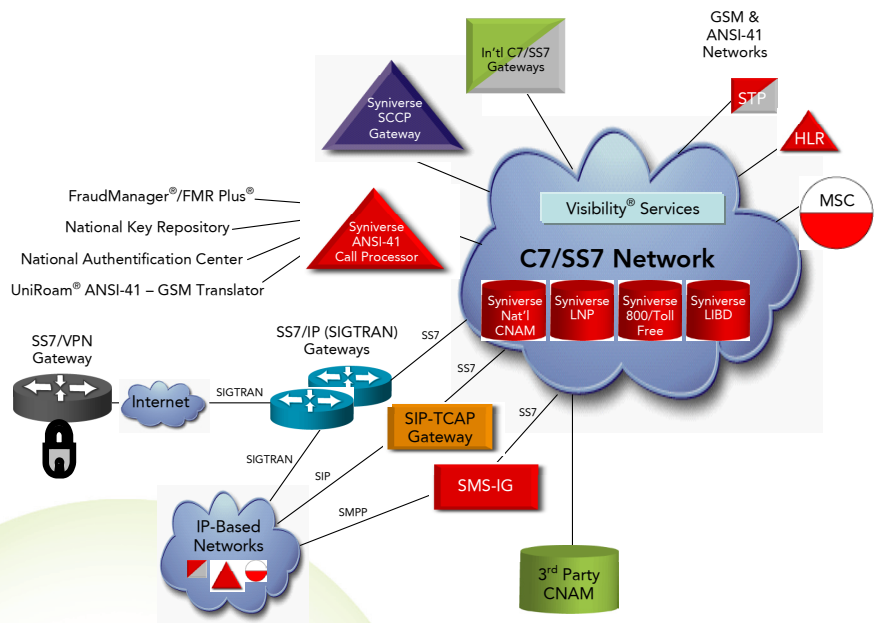 GSM &
ANSI-41
Networks
In'tl C7/SS7
Gateways
STP
Syniverse
SCCP
Gateway
HLR
MSC
FraudManager®/FMR Plus®
National Key Repository
National Authentification Center
UniRoam® ANSI-41 – GSM Translator
Syniverse
ANSI-41
Call Processor
Visibility® Services
C7/SS7 Network
Syniverse
Nat'l
CNAM
Syniverse
LNP
Syniverse
800/Toll
Free
Syniverse
LIBD
SS7/VPN
Gateway
SS7/IP (SIGTRAN)
Gateways
SS7
SS7
SS7
Internet
SIGTRAN
SIP-TCAP
Gateway
SIGTRAN
SIP
SMS-IG
SMPP
IP-Based
Networks
3rd Party
CNAM